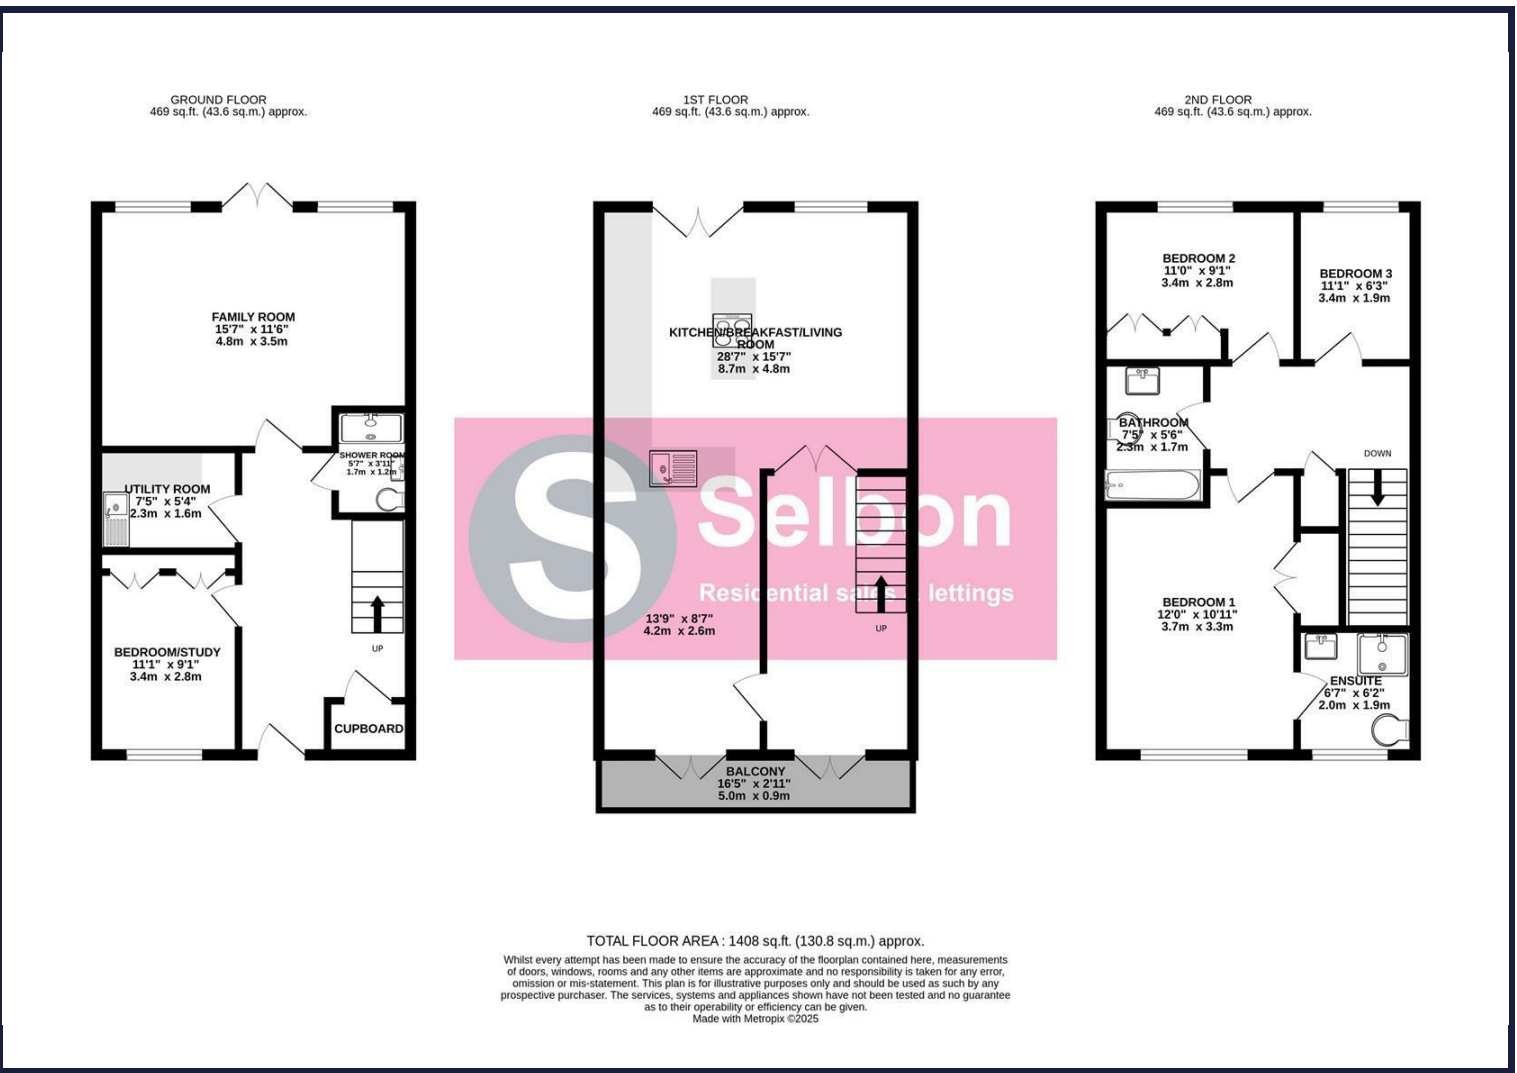 GROUND FLOOR
469 sq.ft. (43.6 sq.m.) approx.
1ST FLOOR
469 sq.ft. (43.6 sq.m.) approx.
2ND FLOOR
469 sq.ft. (43.6 sq.m.) approx.
FAMILY ROOM
15'7" x 11'6"
4.8m x 3.5m
SHOWER ROOM
5'7" x 3'11"
1.7m x 1.2m
UTILITY ROOM
7'5" x 5'4"
2.3m x 1.6m
BEDROOM/STUDY
11'1" x 9'1"
3.4m x 2.8m
UP
CUPBOARD
KITCHEN/BREAKFAST/LIVING
ROOM
28'7" x 15'7"
8.7m x 4.8m
S
Selbon
Residential sales & lettings
13'9" x 8'7"
4.2m x 2.6m
UP
BALCONY
16'5" x 2'11"
5.0m x 0.9m
BEDROOM 2
11'0" x 9'1"
3.4m x 2.8m
BEDROOM 3
11'1" x 6'3"
3.4m x 1.9m
BATHROOM
7'5" x 5'6"
2.3m x 1.7m
DOWN
BEDROOM 1
12'0" x 10'11"
3.7m x 3.3m
ENSUITE
6'7" x 6'2"
2.0m x 1.9m
TOTAL FLOOR AREA : 1408 sq.ft. (130.8 sq.m.) approx.
Whilst every attempt has been made to ensure the accuracy of the floorplan contained here, measurements
of doors, windows, rooms and any other items are approximate and no responsibility is taken for any error,
omission or mis-statement. This plan is for illustrative purposes only and should be used as such by any
prospective purchaser. The services, systems and appliances shown have not been tested and no guarantee
as to their operability or efficiency can be given.
Made with Metropix ©2025